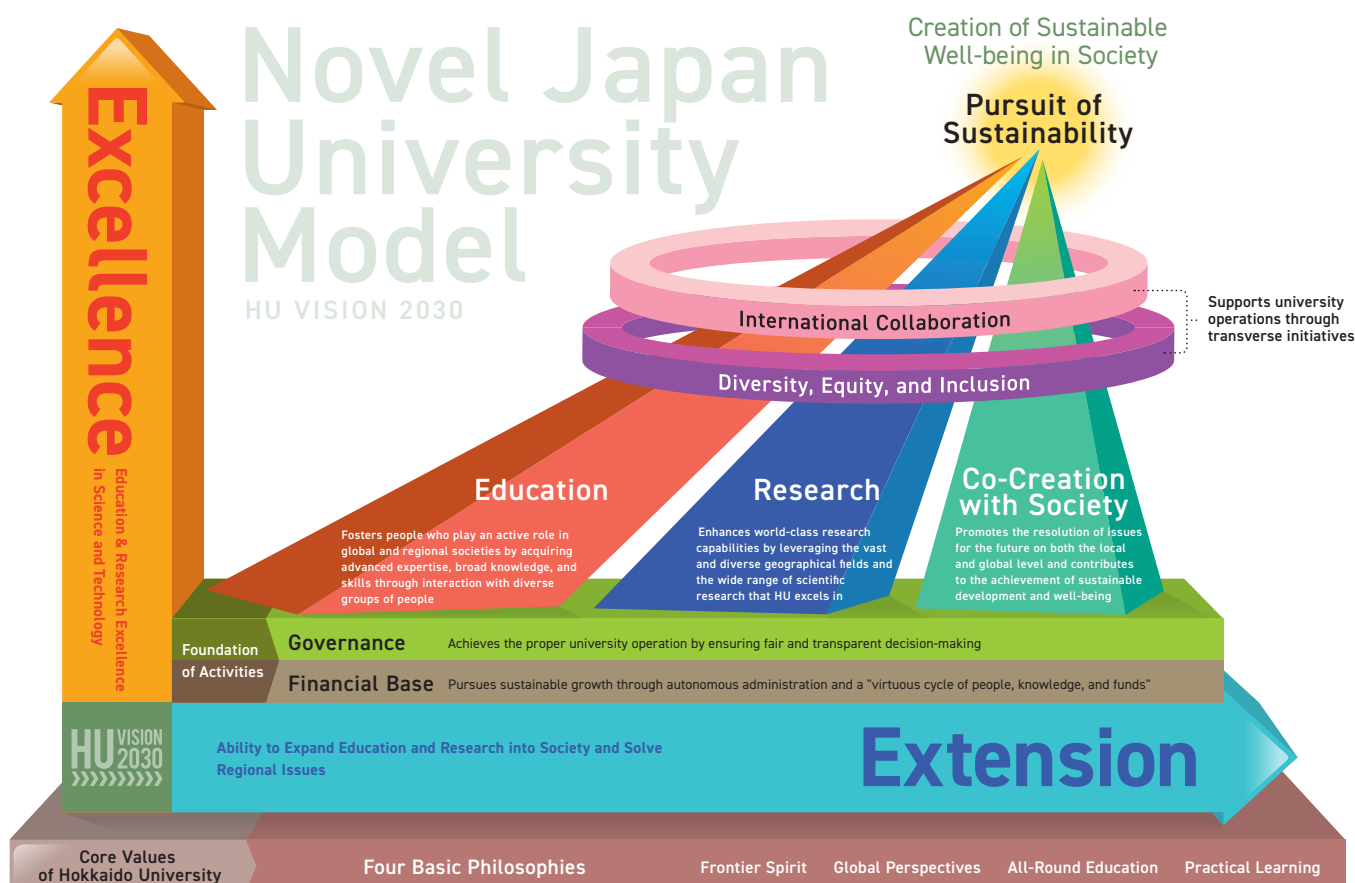 Novel Japan
University
Model
HU VISION 2030
Creation of Sustainable
Well-being in Society
Pursuit of
Sustainability
Excellence
Education & Research Excellence
in Science and Technology
International Collaboration
Diversity, Equity, and Inclusion
Supports university
operations through
transverse initiatives
Education
Fosters people who play an active role in
global and regional societies by acquiring
advanced expertise, broad knowledge, and
skills through interaction with diverse
groups of people
Research
Enhances world-class research
capabilities by leveraging the vast
and diverse geographical fields and
the wide range of scientific
research that HU excels in
Co-Creation
with Society
Promotes the resolution of issues
for the future on both the local
and global level and contributes
to the achievement of sustainable
development and well-being
Foundation
of Activities
Governance
Achieves the proper university operation by ensuring fair and transparent decision-making
Financial Base
Pursues sustainable growth through autonomous administration and a "virtuous cycle of people, knowledge, and funds"
HU VISION
2030
Ability to Expand Education and Research into Society and Solve
Regional Issues
Extension
Core Values
of Hokkaido University
Four Basic Philosophies
Frontier Spirit
Global Perspectives
All-Round Education
Practical Learning